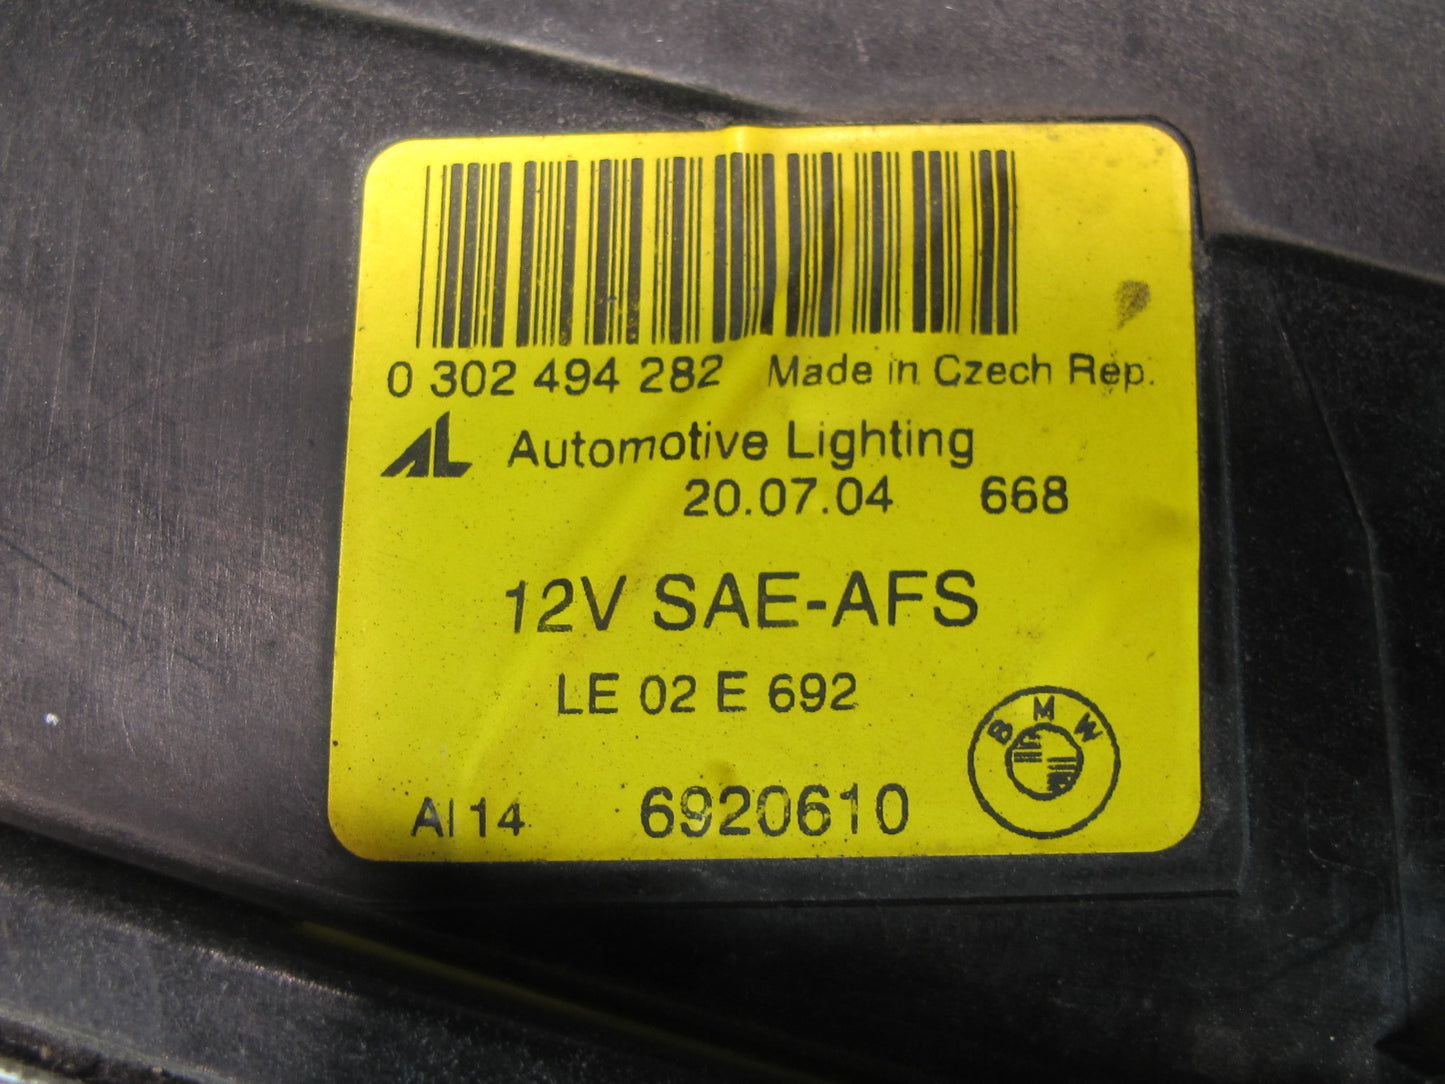 0 302 494 282 Made in Czech Rep.
AL Automotive Lighting
20.07.04 668
12V SAE-AFS
LE 02 E 692
BMW
AI 14 6920610